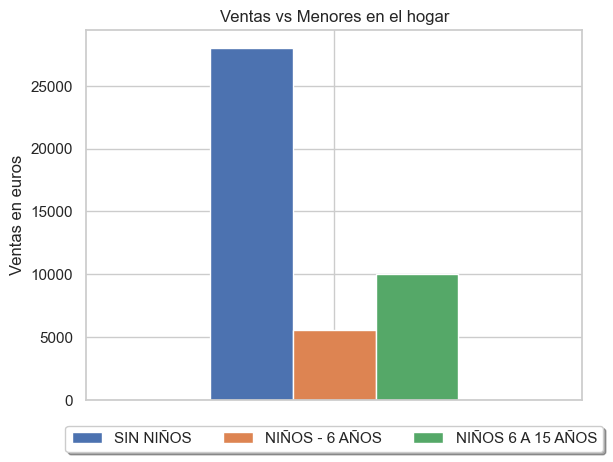 Ventas vs Menores en el hogar
Ventas en euros
25000
20000
15000
10000
5000
0
SIN NIÑOS NIÑOS - 6 AÑOS NIÑOS 6 A 15 AÑOS